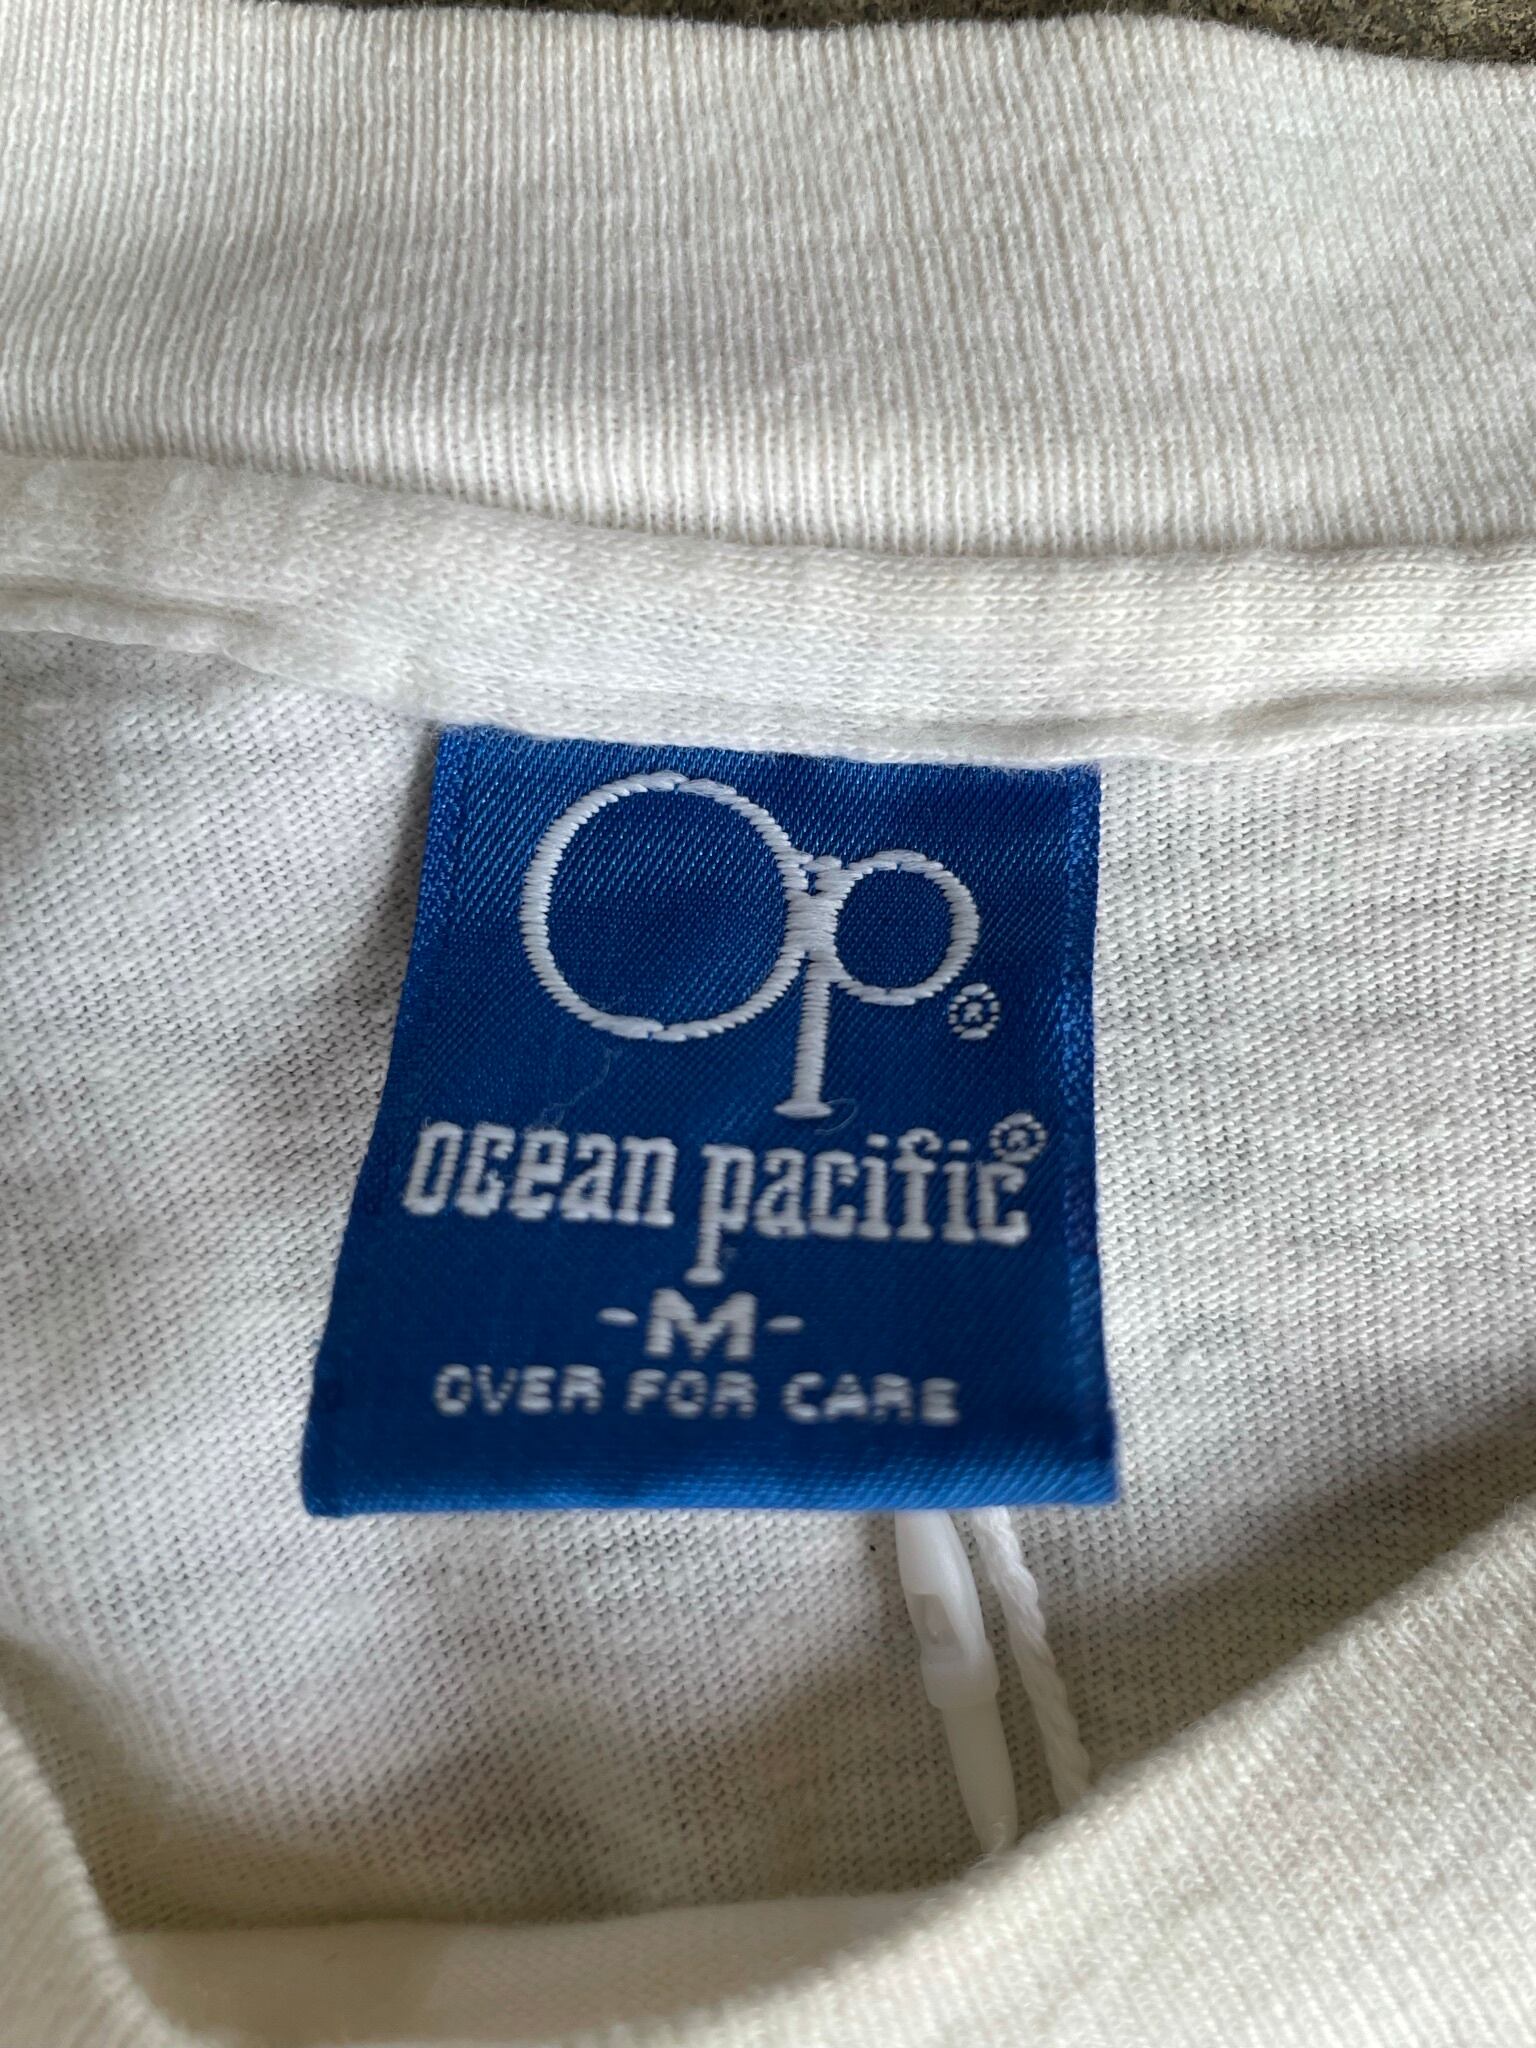 Op®
ocean pacific®
-M-
OVER FOR CARE